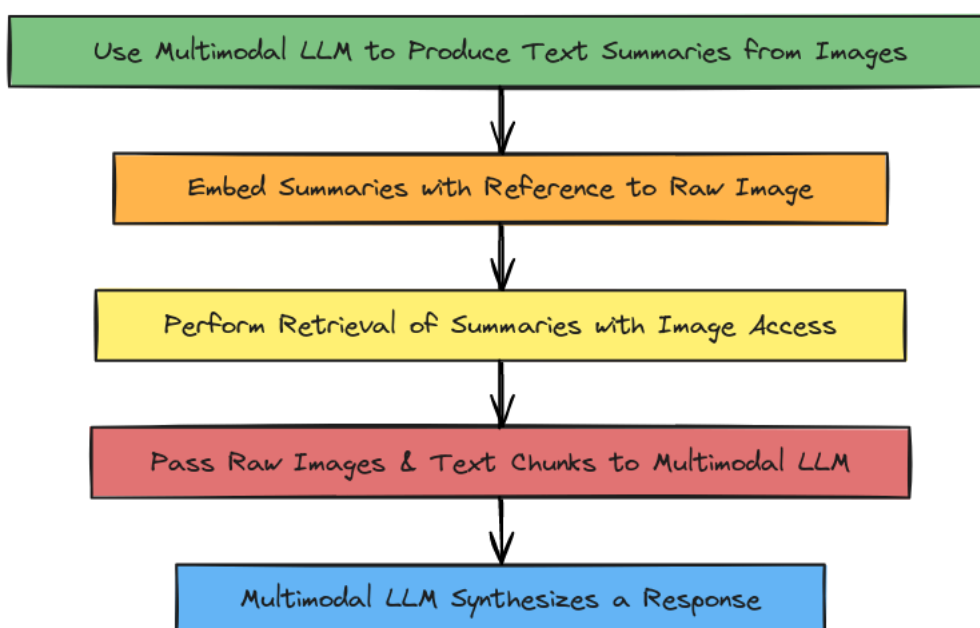 Use Multimodal LLM to Produce Text Summaries from Images
Embed Summaries with Reference to Raw Image
Perform Retrieval of Summaries with Image Access
Pass Raw Images & Text Chunks to Multimodal LLM
Multimodal LLM Synthesizes a Response